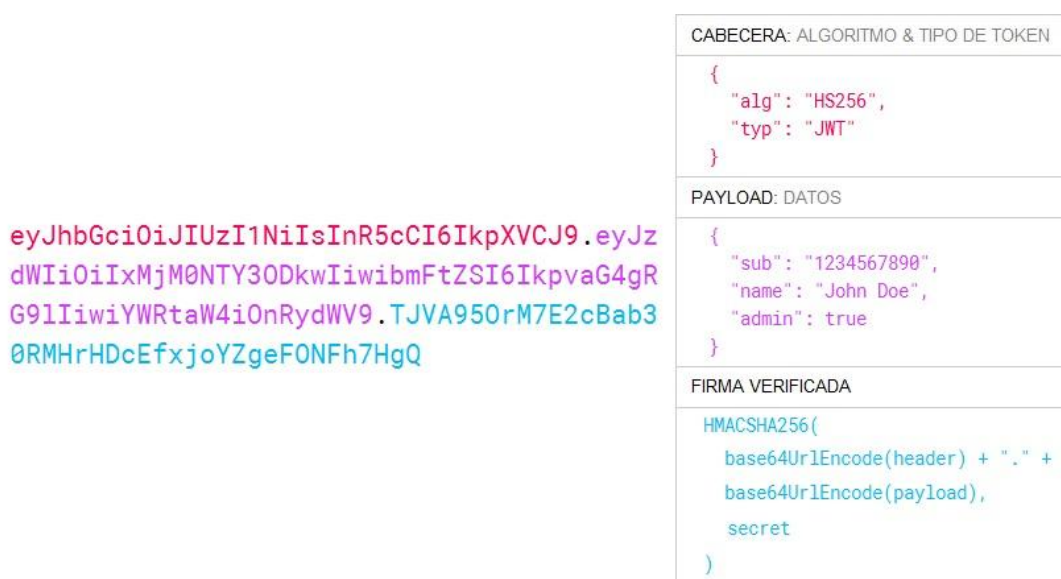 eyJhbGciOiJIUzI1NiIsInR5cCI6IkpXVCJ9.eyJz
dWIiOiIxMjM0NTY3ODkwIiwibmFtZSI6IkpvaG4gR
G9lIiwiYWRtaW4iOnRydWV9.TJVA95OrM7E2cBab3
0RMHrHDcEfxjoYZgeFONFh7HgQ
CABECERA: ALGORITMO & TIPO DE TOKEN
{
"alg": "HS256",
"typ": "JWT"
}
PAYLOAD: DATOS
{
"sub": "1234567890",
"name": "John Doe",
"admin": true
}
FIRMA VERIFICADA
HMACSHA256(
base64UrlEncode(header) + "." +
base64UrlEncode(payload),
secret
)